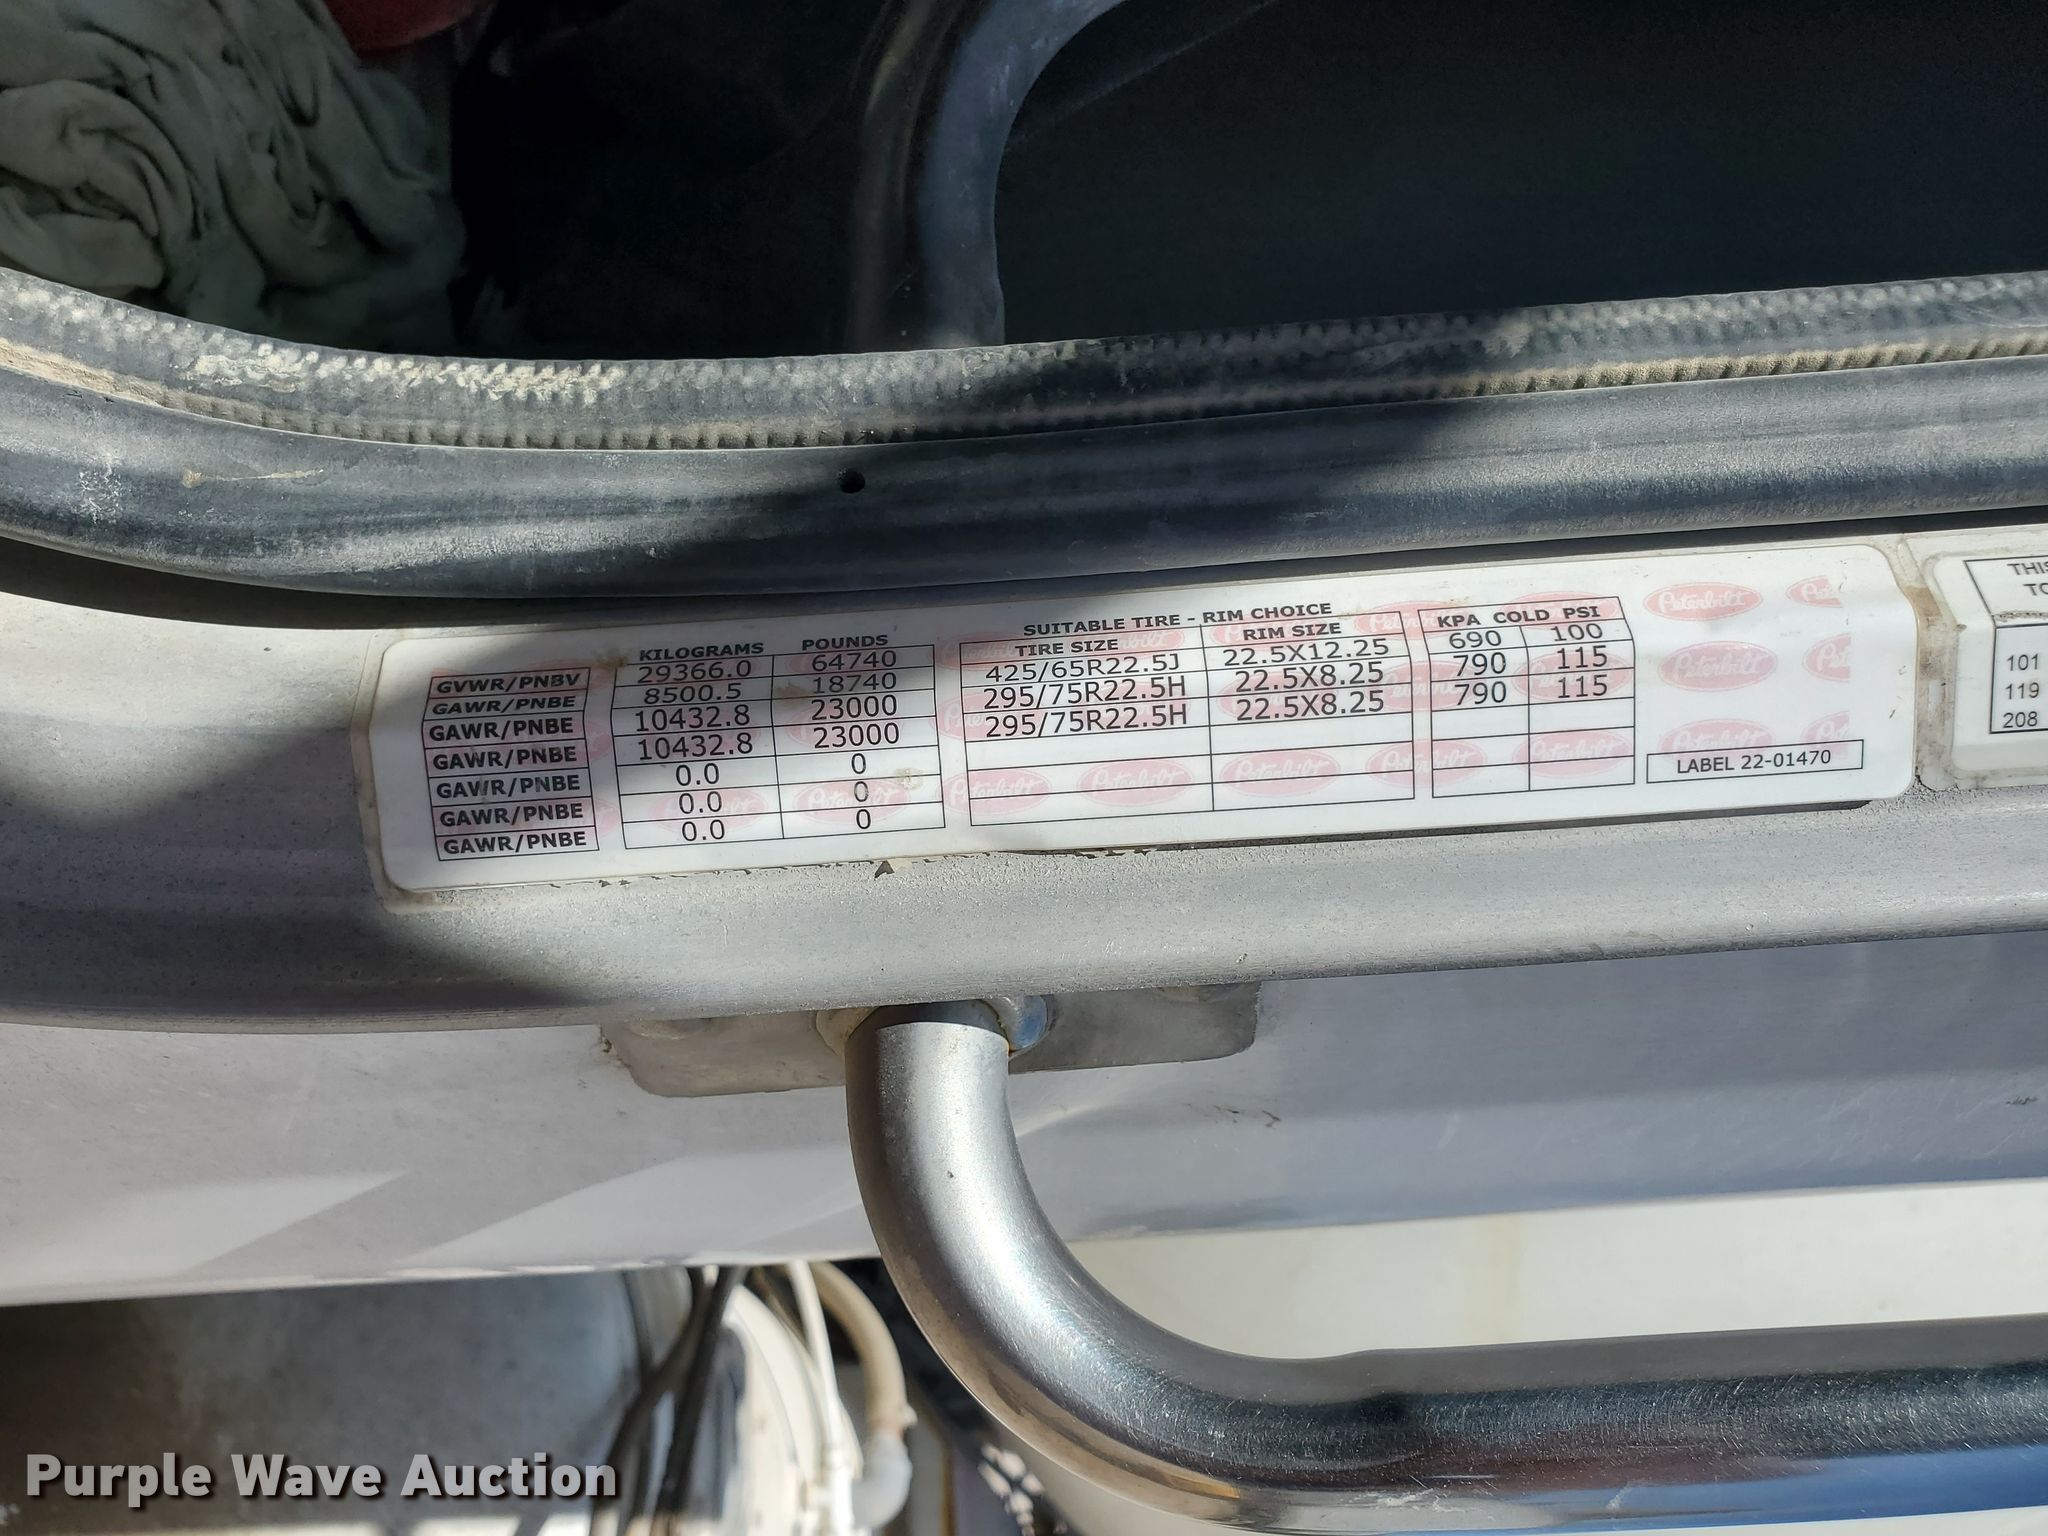 KILOGRAMS POUNDS
GVWR/PNBV 29366.0 64740
GAWR/PNBE 8500.5 18740
GAWR/PNBE 10432.8 23000
GAWR/PNBE 10432.8 23000
GAWR/PNBE 0.0 0
GAWR/PNBE 0.0 0
GAWR/PNBE 0.0 0
SUITABLE TIRE - RIM CHOICE
TIRE SIZE RIM SIZE KPA COLD PSI
425/65R22.5J 22.5X12.25 690 100
295/75R22.5H 22.5X8.25 790 115
295/75R22.5H 22.5X8.25 790 115
Peterbilt
LABEL 22-01470
THIS
TO
101
119
208
Purple Wave Auction